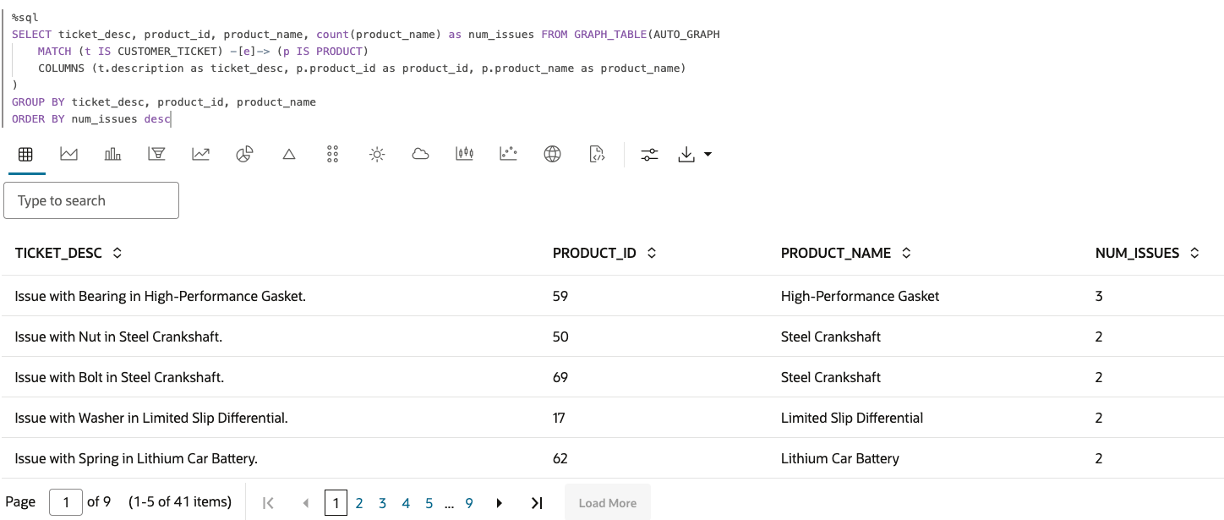 %sql
SELECT ticket_desc, product_id, product_name, count(product_name) as num_issues FROM GRAPH_TABLE(AUTO_GRAPH
MATCH (t IS CUSTOMER_TICKET) -[e]-> (p IS PRODUCT)
COLUMNS (t.description as ticket_desc, p.product_id as product_id, p.product_name as product_name)
)
GROUP BY ticket_desc, product_id, product_name
ORDER BY num_issues desc
Type to search
TICKET_DESC PRODUCT_ID PRODUCT_NAME NUM_ISSUES
Issue with Bearing in High-Performance Gasket. 59 High-Performance Gasket 3
Issue with Nut in Steel Crankshaft. 50 Steel Crankshaft 2
Issue with Bolt in Steel Crankshaft. 69 Steel Crankshaft 2
Issue with Washer in Limited Slip Differential. 17 Limited Slip Differential 2
Issue with Spring in Lithium Car Battery. 62 Lithium Car Battery 2
Page 1 of 9 (1-5 of 41 items) 1 2 3 4 5 ... 9 Load More